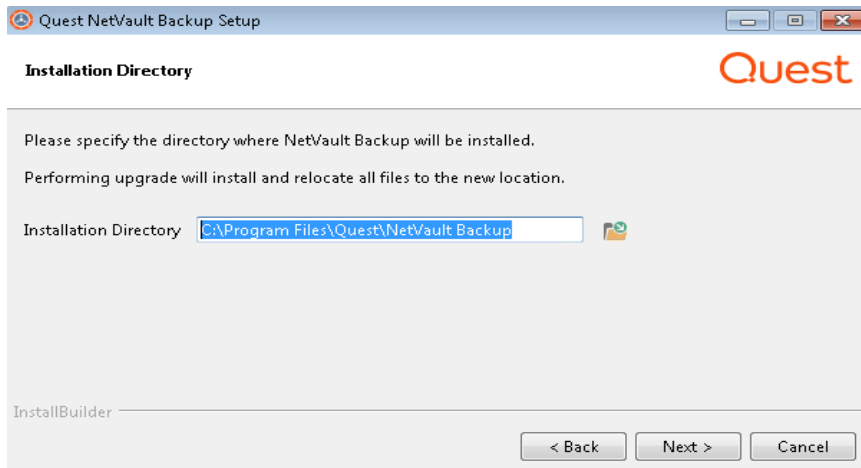 Quest NetVault Backup Setup
Installation Directory
Quest
Please specify the directory where NetVault Backup will be installed.
Performing upgrade will install and relocate all files to the new location.
Installation Directory C:\Program Files\Quest\NetVault Backup
InstallBuilder
< Back Next > Cancel